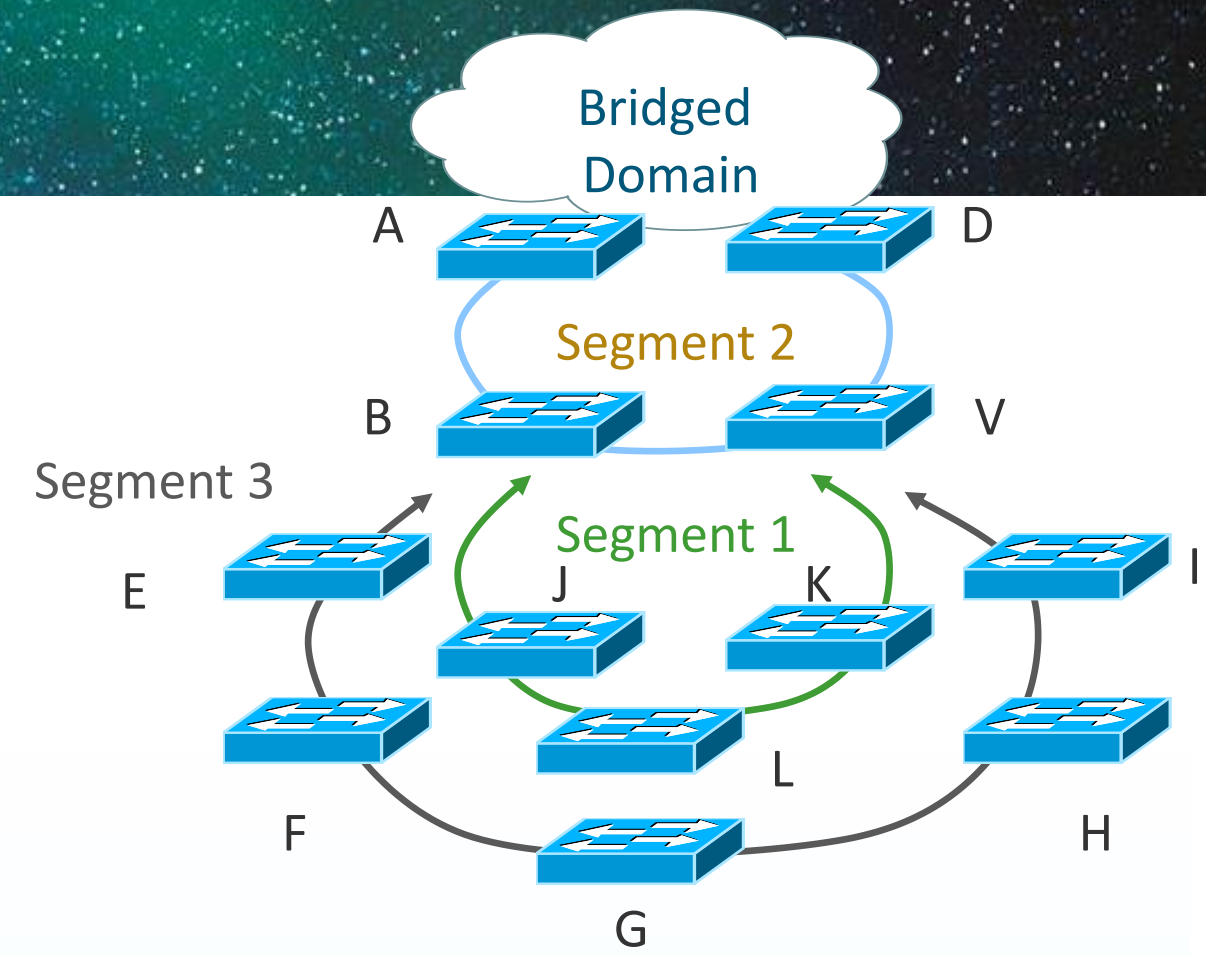 Bridged
Domain
A
D
Segment 2
B
V
Segment 3
Segment 1
E
J
K
I
L
F
H
G